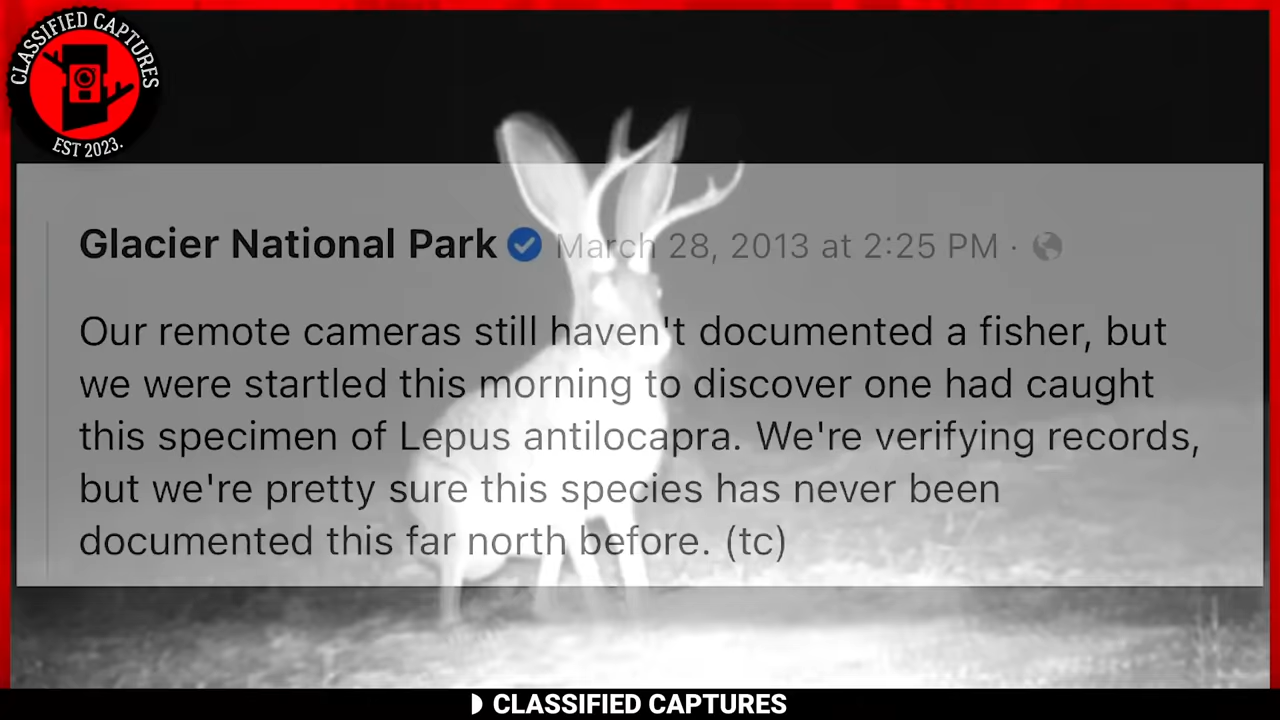 CLASSIFIED CAPTURES
EST 2023.
Glacier National Park March 28, 2013 at 2:25 PM ·
Our remote cameras still haven't documented a fisher, but
we were startled this morning to discover one had caught
this specimen of Lepus antilocapra. We're verifying records,
but we're pretty sure this species has never been
documented this far north before. (tc)
CLASSIFIED CAPTURES